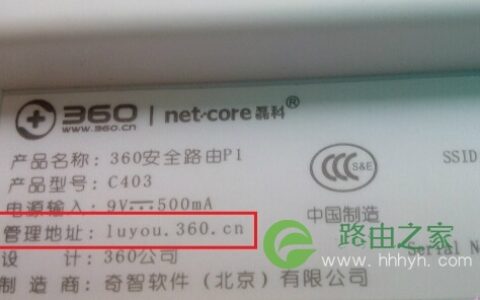 360 | net·core 磊科®
www.360.cn
产品名称：360安全路由P1
产品型号：C403
电源输入：9V⎓500mA
管理地址：luyou.360.cn
设 计：360公司
制 造 商：奇智软件（北京）有限
CCC S&E
中国制造
SSID
Serial N
路由之家
www.hhhyh.com